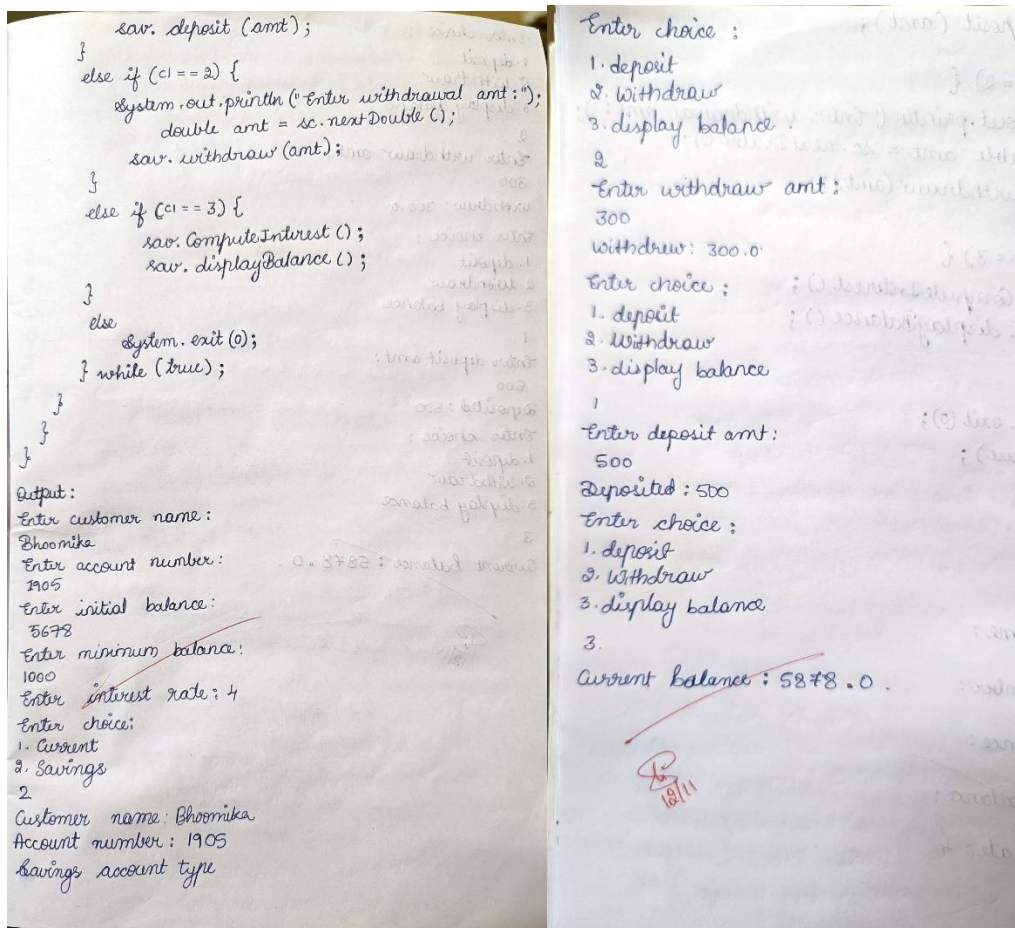 sav. deposit (amt);
}
else if (c1 == 2) {
System.out.println ("Enter withdrawal amt:");
double amt = sc.nextDouble ();
sav. withdraw (amt);
}
else if (c1 == 3) {
sav. ComputeInterest ();
sav. displayBalance ();
}
else
System. exit (0);
} while (true);
}
}
}
Output:
Enter customer name:
Bhoomika
Enter account number:
1905
Enter initial balance:
5678
Enter minimum balance:
1000
Enter interest rate: 4
Enter choice:
1. Current
2. Savings
2
Customer name: Bhoomika
Account number: 1905
Savings account type
Enter choice:
1. deposit
2. Withdraw
3. display balance.
2
Enter withdraw amt:
300
withdrew: 300.0
Enter choice:
1. deposit
2. Withdraw
3. display balance
1
Enter deposit amt:
500
Deposited: 500
Enter choice:
1. deposit
2. Withdraw
3. display balance
3.
Current balance: 5878.0.
12/11